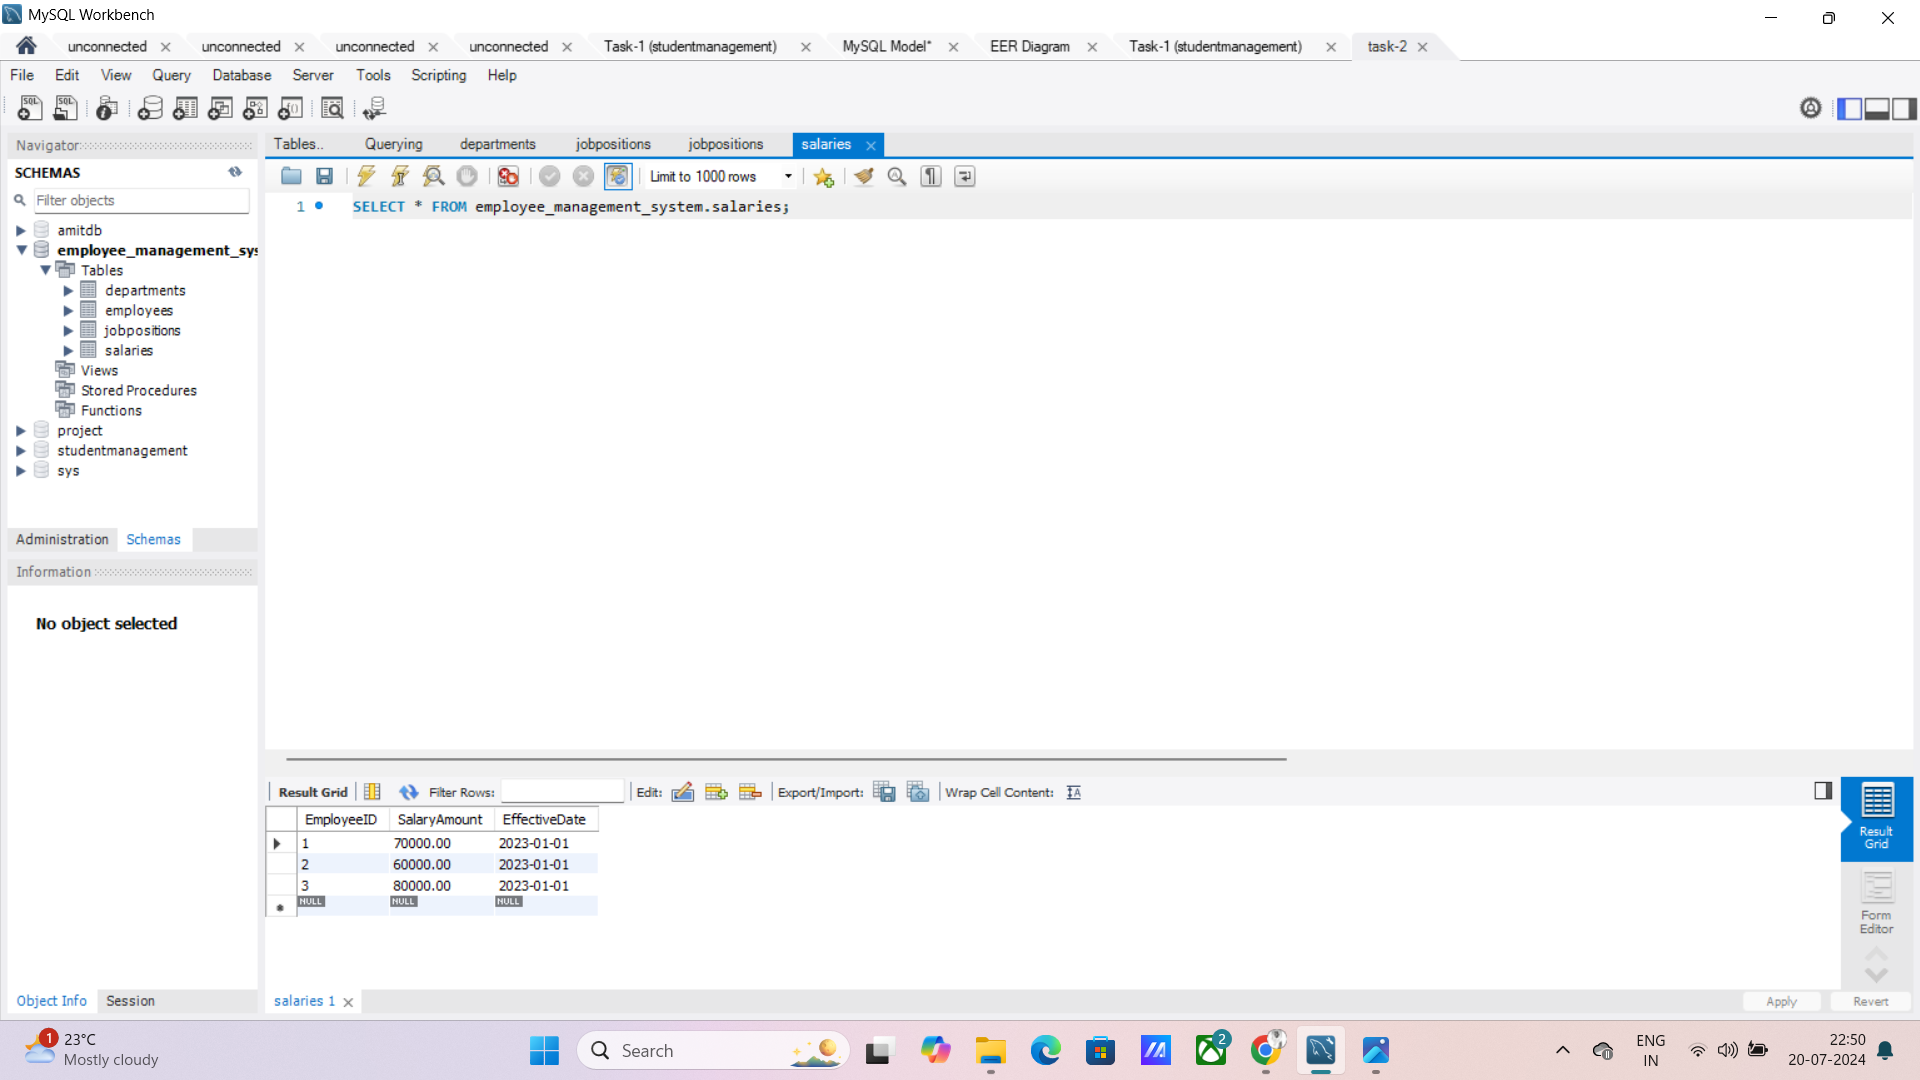 MySQL Workbench
unconnected unconnected unconnected unconnected Task-1 (studentmanagement) MySQL Model* EER Diagram Task-1 (studentmanagement) task-2
File Edit View Query Database Server Tools Scripting Help
Navigator
SCHEMAS
Filter objects
amitdb
employee_management_sys
Tables
departments
employees
jobpositions
salaries
Views
Stored Procedures
Functions
project
studentmanagement
sys
Administration Schemas
Information
No object selected
Object Info Session
Tables.. Querying departments jobpositions jobpositions salaries
Limit to 1000 rows
1 SELECT * FROM employee_management_system.salaries;
Result Grid Filter Rows: Edit: Export/Import: Wrap Cell Content:
EmployeeID SalaryAmount EffectiveDate
1 70000.00 2023-01-01
2 60000.00 2023-01-01
3 80000.00 2023-01-01
NULL NULL NULL
Result
Grid
Form
Editor
salaries 1
Apply Revert
1
23°C
Mostly cloudy
Search
2
ENG
IN
22:50
20-07-2024